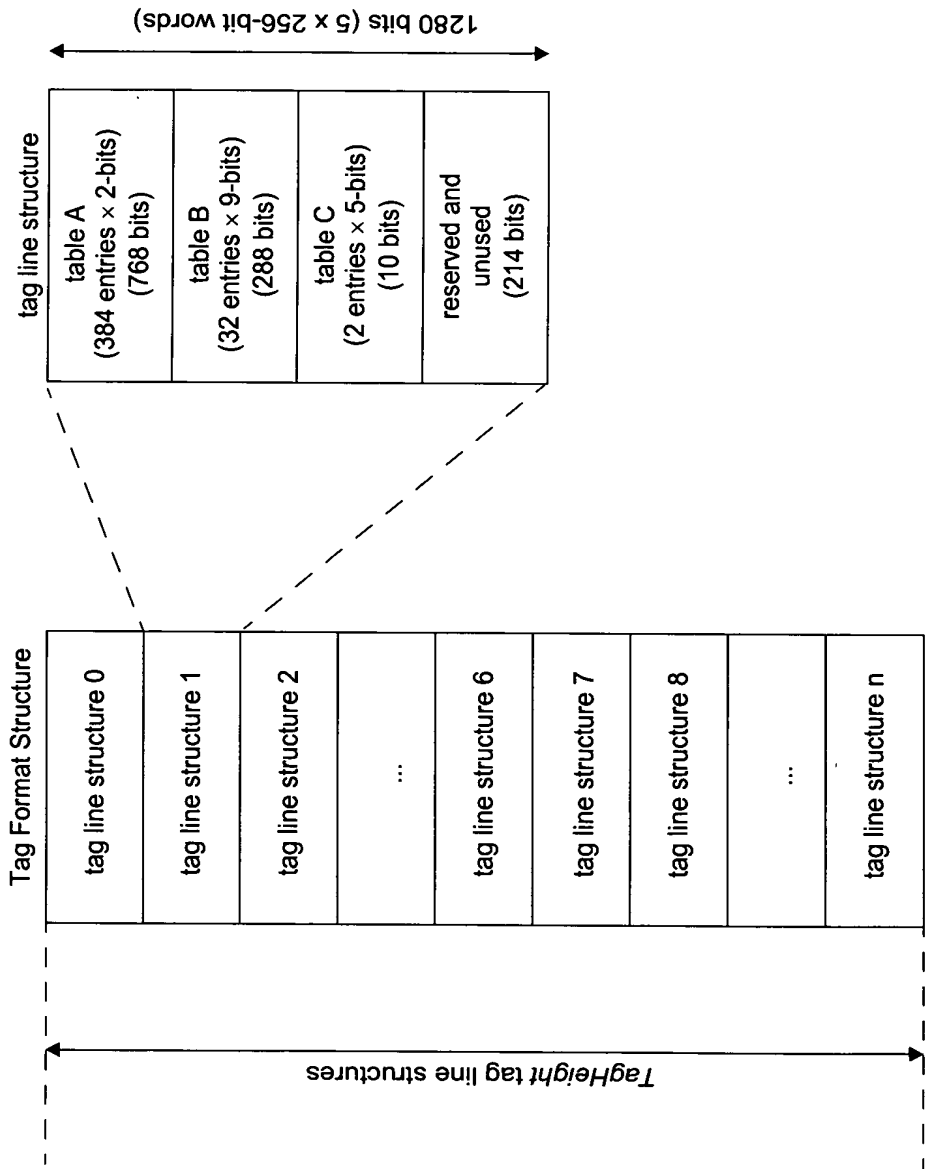 Tag Format Structure
tag line structure 0
tag line structure 1
tag line structure 2
...
tag line structure 6
tag line structure 7
tag line structure 8
...
tag line structure n
TagHeight tag line structures
tag line structure
table A
(384 entries × 2-bits)
(768 bits)
table B
(32 entries × 9-bits)
(288 bits)
table C
(2 entries × 5-bits)
(10 bits)
reserved and
unused
(214 bits)
1280 bits (5 x 256-bit words)